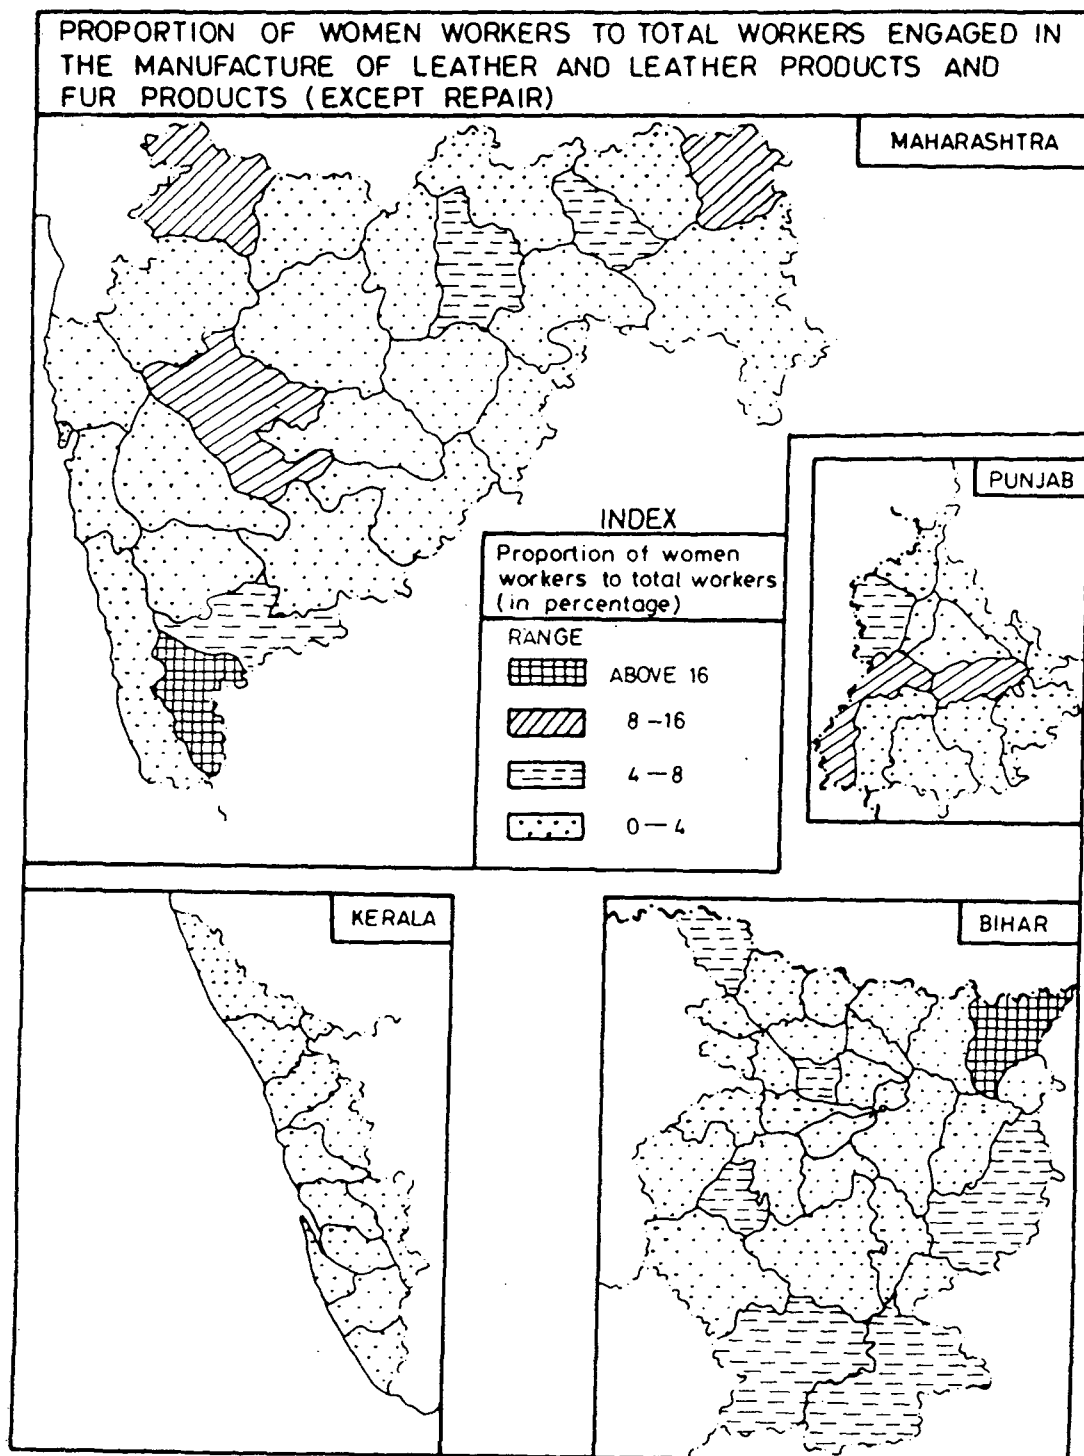 PROPORTION OF WOMEN WORKERS TO TOTAL WORKERS ENGAGED IN
THE MANUFACTURE OF LEATHER AND LEATHER PRODUCTS AND
FUR PRODUCTS (EXCEPT REPAIR)
MAHARASHTRA
PUNJAB
INDEX
Proportion of women
workers to total workers
(in percentage)
RANGE
ABOVE 16
8-16
4-8
0-4
KERALA
BIHAR